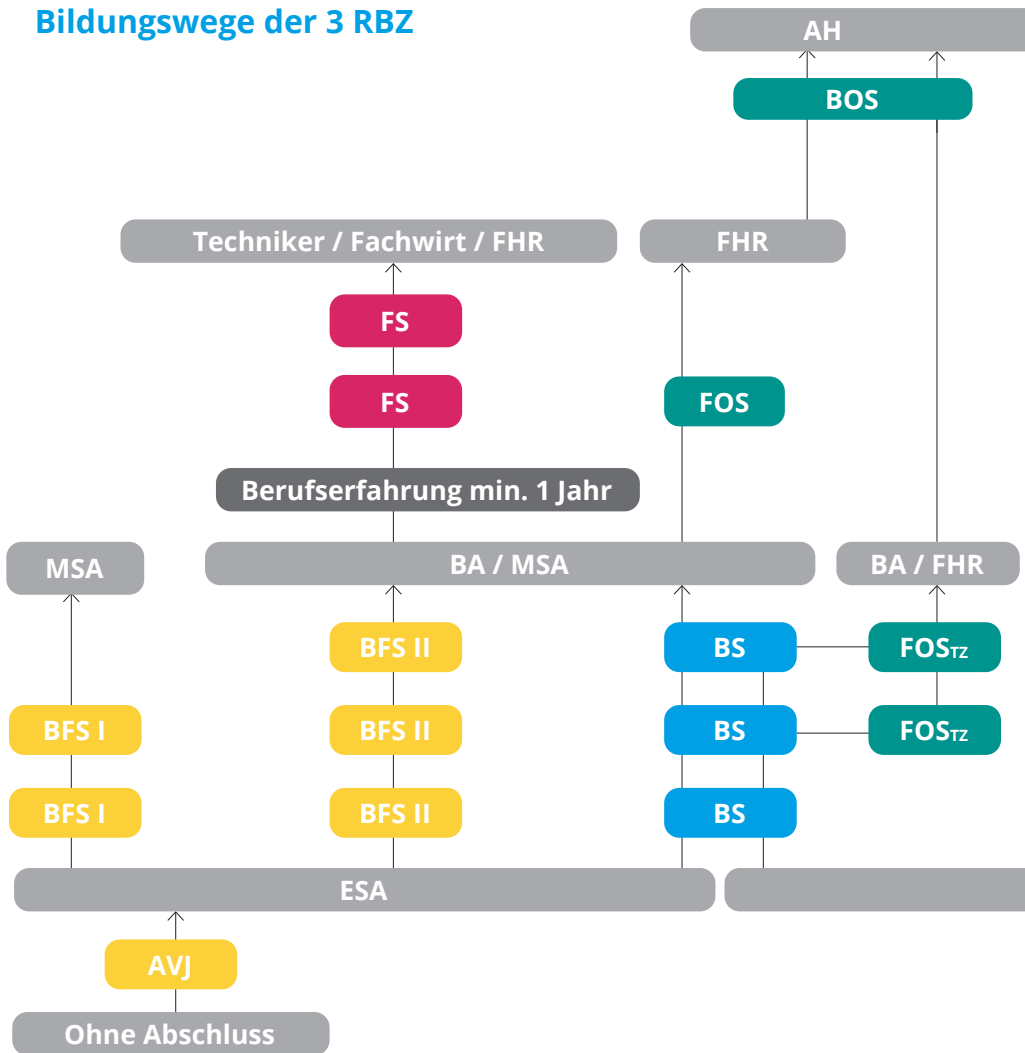 Bildungswege der 3 RBZ
AH
BOS
Techniker / Fachwirt / FHR
FHR
FS
FS
FOS
Berufserfahrung min. 1 Jahr
MSA
BA / MSA
BA / FHR
BFS II
BS
FOSTZ
BFS I
BFS II
BS
FOSTZ
BFS I
BFS II
BS
ESA
AVJ
Ohne Abschluss